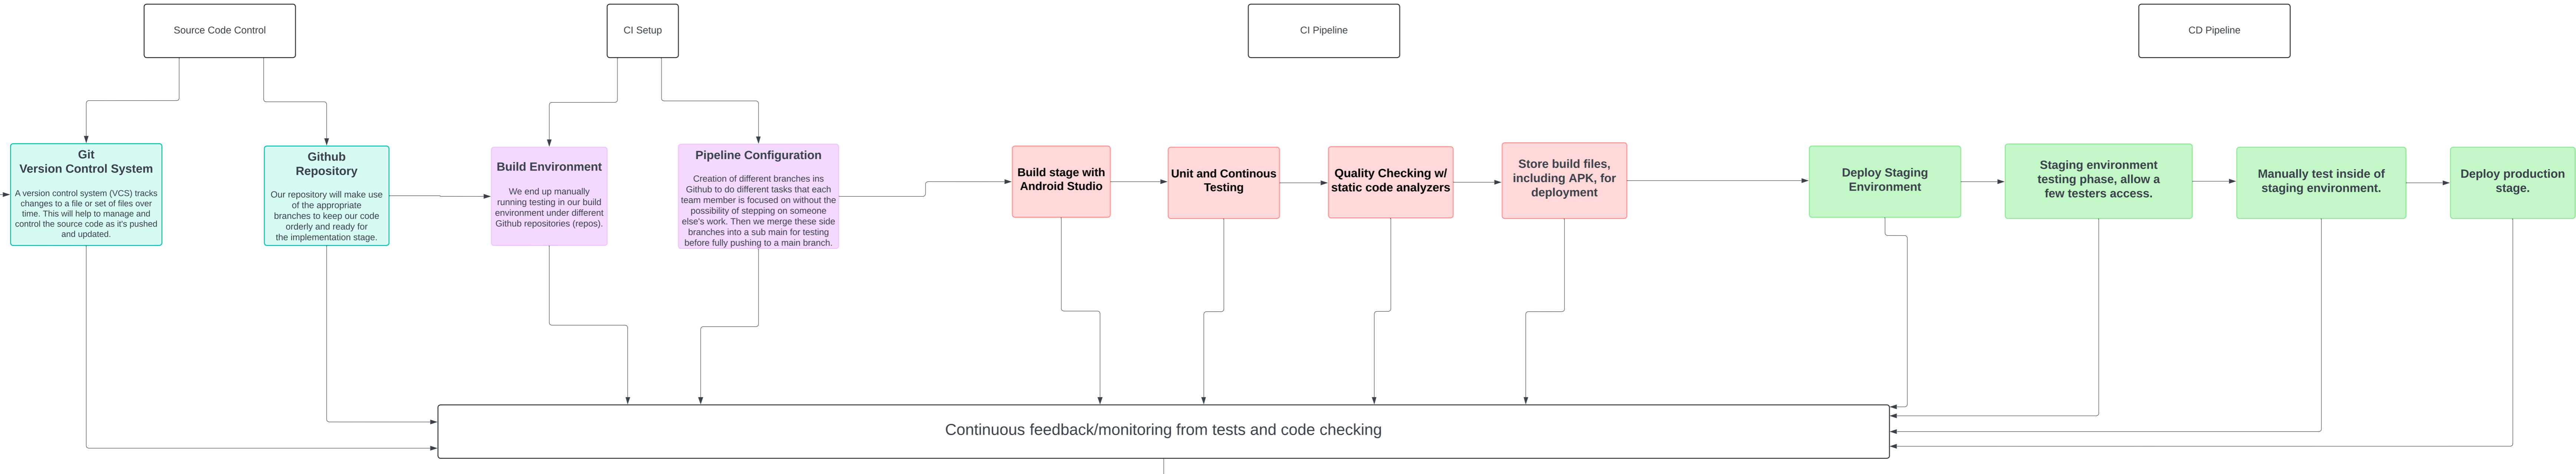 Source Code Control
CI Setup
CI Pipeline
CD Pipeline
Git
Version Control System
A version control system (VCS) tracks
changes to a file or set of files over
time. This will help to manage and
control the source code as it's pushed
and updated.
Github
Repository
Our repository will make use
of the appropriate
branches to keep our code
orderly and ready for
the implementation stage.
Build Environment
We end up manually
running testing in our build
environment under different
Github repositories (repos).
Pipeline Configuration
Creation of different branches ins
Github to do different tasks that each
team member is focused on without the
possibility of stepping on someone
else's work. Then we merge these side
branches into a sub main for testing
before fully pushing to a main branch.
Build stage with
Android Studio
Unit and Continous
Testing
Quality Checking w/
static code analyzers
Store build files,
including APK, for
deployment
Deploy Staging
Environment
Staging environment
testing phase, allow a
few testers access.
Manually test inside of
staging environment.
Deploy production
stage.
Continuous feedback/monitoring from tests and code checking